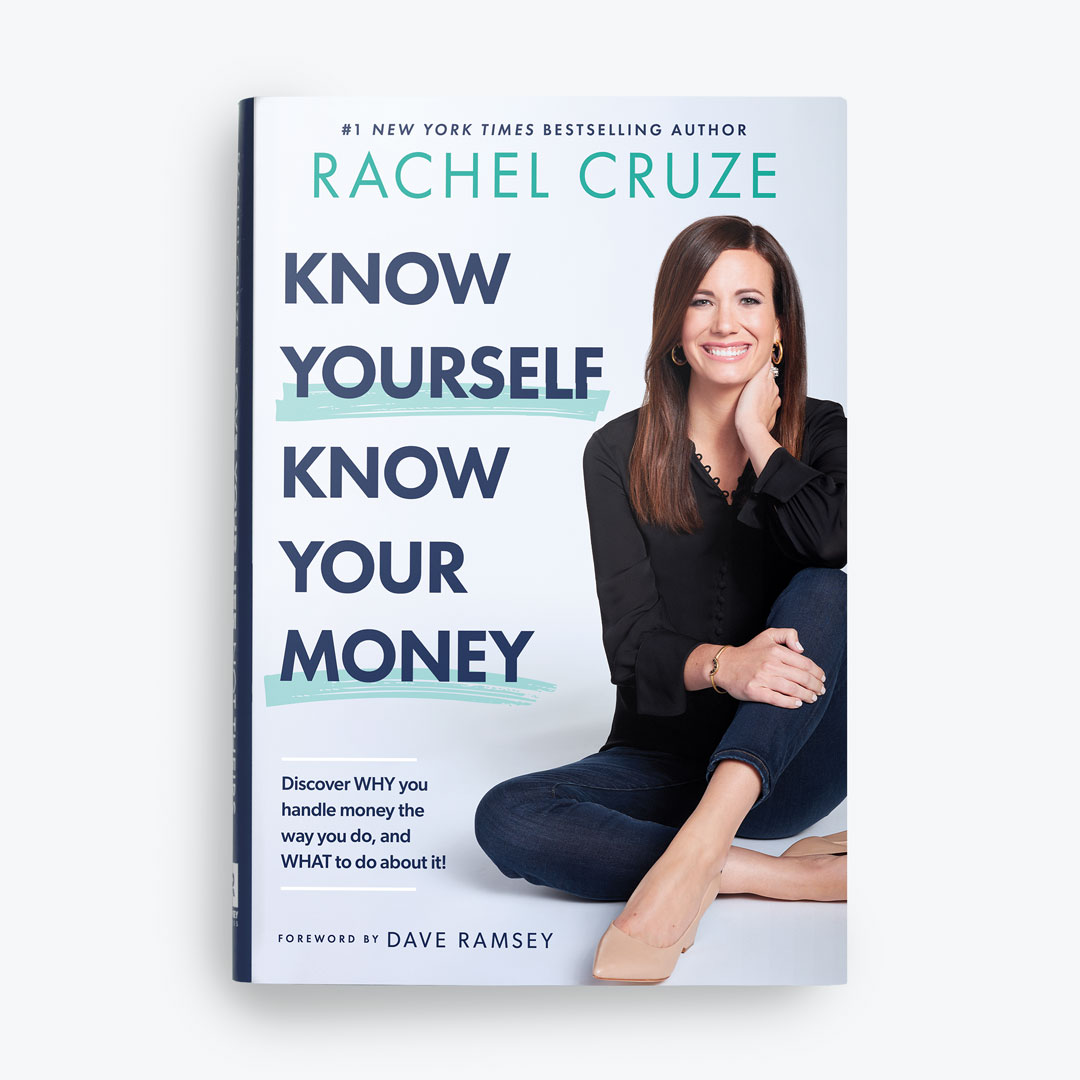 #1 NEW YORK TIMES BESTSELLING AUTHOR
RACHEL CRUZE
KNOW
YOURSELF
KNOW
YOUR
MONEY
Discover WHY you
handle money the
way you do, and
WHAT to do about it!
FOREWORD BY DAVE RAMSEY